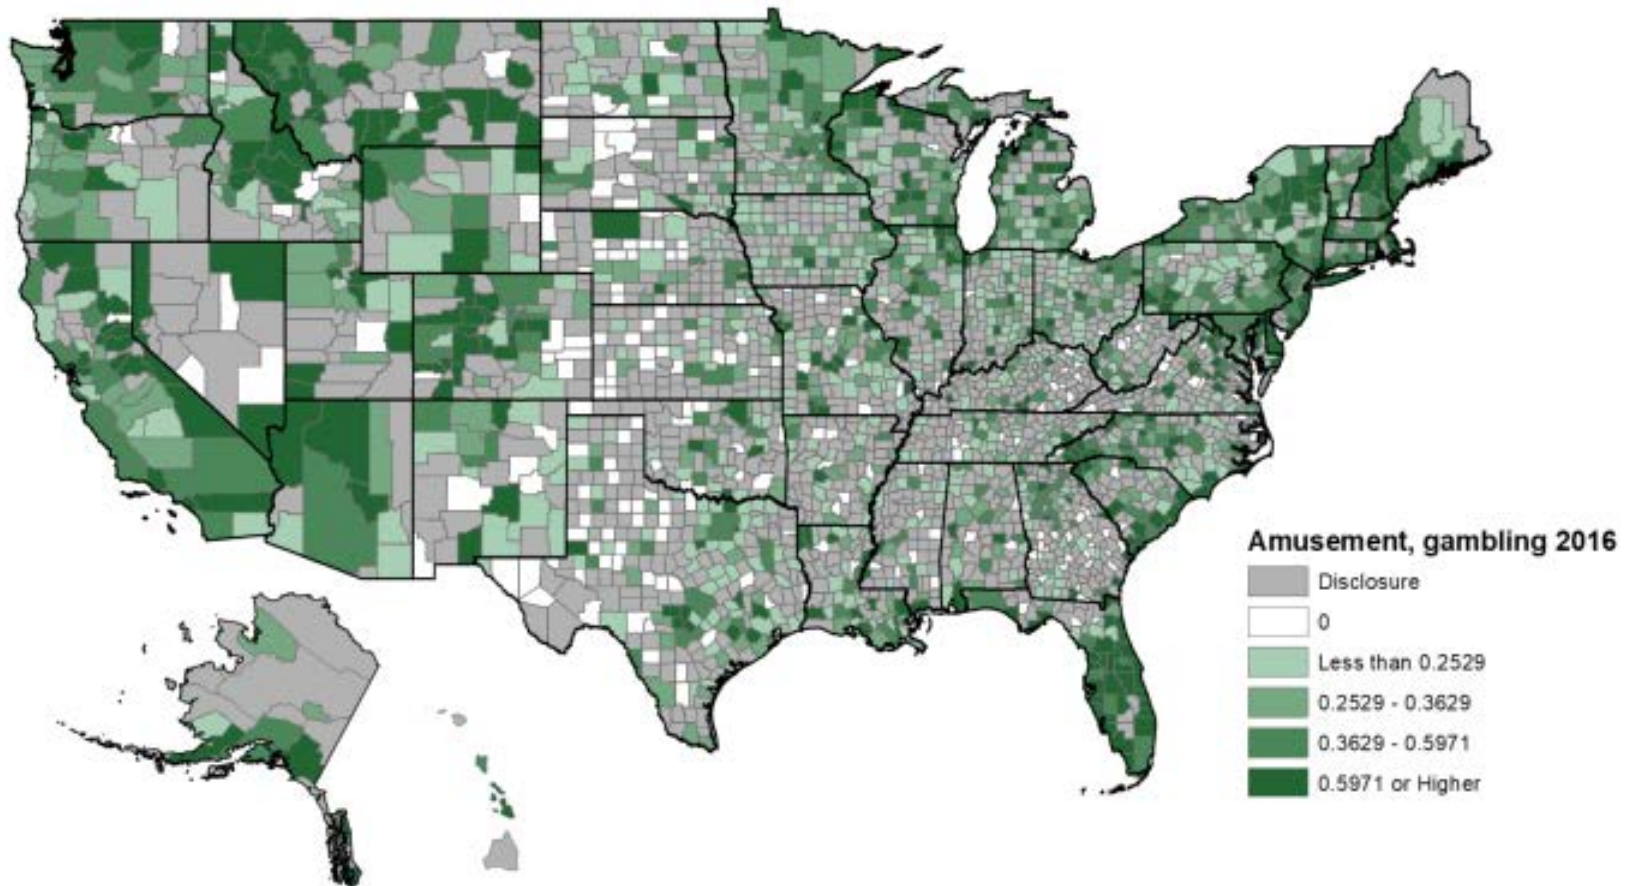 Amusement, gambling 2016
Disclosure
0
Less than 0.2529
0.2529 - 0.3629
0.3629 - 0.5971
0.5971 or Higher